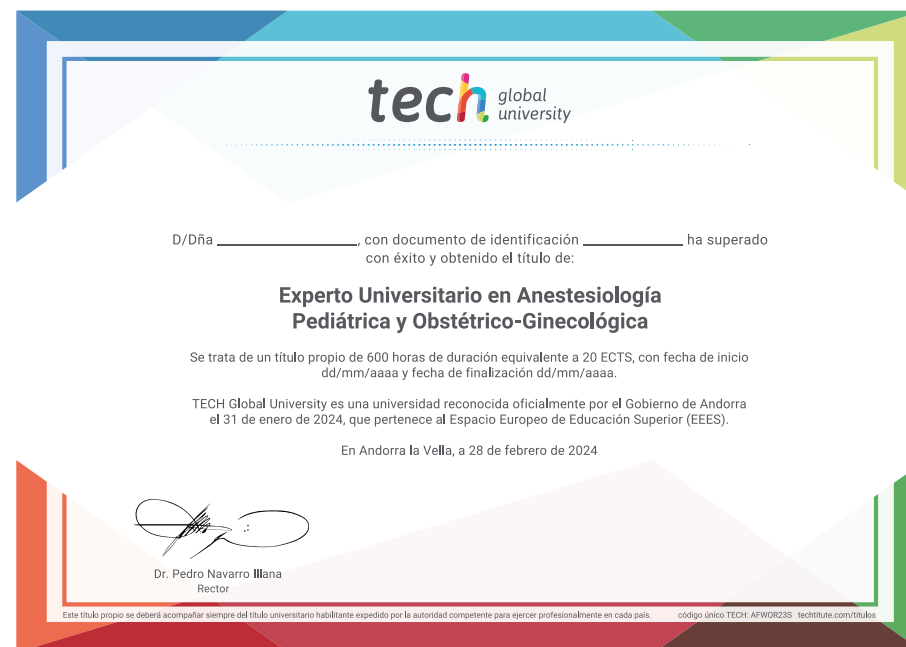 tech global university
D/Dña ____________, con documento de identificación ____________ ha superado
con éxito y obtenido el título de:
Experto Universitario en Anestesiología
Pediátrica y Obstétrico-Ginecológica
Se trata de un título propio de 600 horas de duración equivalente a 20 ECTS, con fecha de inicio
dd/mm/aaaa y fecha de finalización dd/mm/aaaa.
TECH Global University es una universidad reconocida oficialmente por el Gobierno de Andorra
el 31 de enero de 2024, que pertenece al Espacio Europeo de Educación Superior (EEES).
En Andorra la Vella, a 28 de febrero de 2024
Dr. Pedro Navarro Illana
Rector
Este título propio se deberá acompañar siempre del título universitario habilitante expedido por la autoridad competente para ejercer profesionalmente en cada país. código único TECH: AFWOR23S techtitute.com/titulos